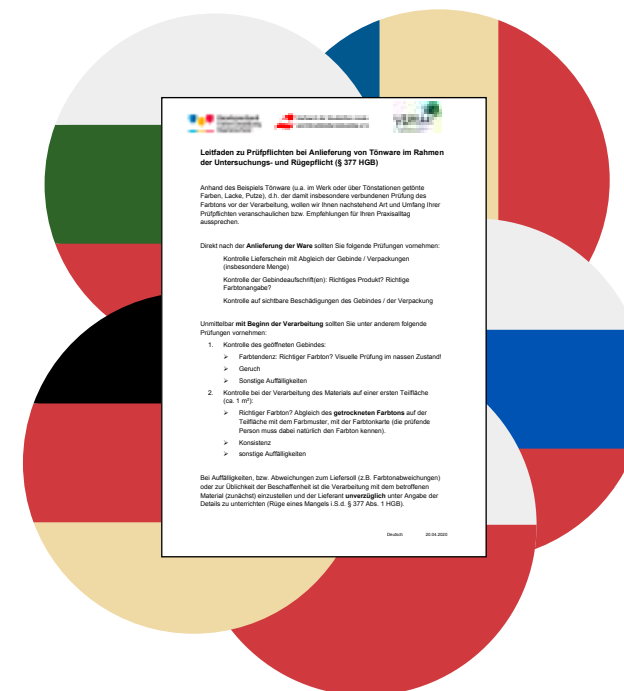 Leitfaden zu Prüfpflichten bei Anlieferung von Tönware im Rahmen
der Untersuchungs- und Rügepflicht (§ 377 HGB)
Anhand des Beispiels Tönware (u.a. im Werk oder über Tönstationen getönte
Farben, Lacke, Putze), d.h. der damit insbesondere verbundenen Prüfung des
Farbtons vor der Verarbeitung, wollen wir Ihnen nachstehend Art und Umfang Ihrer
Prüfpflichten veranschaulichen bzw. Empfehlungen für Ihren Praxisalltag
aussprechen.
Direkt nach der Anlieferung der Ware sollten Sie folgende Prüfungen vornehmen:
Kontrolle Lieferschein mit Abgleich der Gebinde / Verpackungen
(insbesondere Menge)
Kontrolle der Gebindeaufschrift(en): Richtiges Produkt? Richtige
Farbtonangabe?
Kontrolle auf sichtbare Beschädigungen des Gebindes / der Verpackung
Unmittelbar mit Beginn der Verarbeitung sollten Sie unter anderem folgende
Prüfungen vornehmen:
1. Kontrolle des geöffneten Gebindes:
➢ Farbtendenz: Richtiger Farbton? Visuelle Prüfung im nassen Zustand!
➢ Geruch
➢ Sonstige Auffälligkeiten
2. Kontrolle bei der Verarbeitung des Materials auf einer ersten Teilfläche
(ca. 1 m²):
➢ Richtiger Farbton? Abgleich des getrockneten Farbtons auf der
Teilfläche mit dem Farbmuster, mit der Farbtonkarte (die prüfende
Person muss dabei natürlich den Farbton kennen).
➢ Konsistenz
➢ sonstige Auffälligkeiten
Bei Auffälligkeiten, bzw. Abweichungen zum Liefersoll (z.B. Farbtonabweichungen)
oder zur Üblichkeit der Beschaffenheit ist die Verarbeitung mit dem betroffenen
Material (zunächst) einzustellen und der Lieferant unverzüglich unter Angabe der
Details zu unterrichten (Rüge eines Mangels i.S.d. § 377 Abs. 1 HGB).
Deutsch 20.04.2020